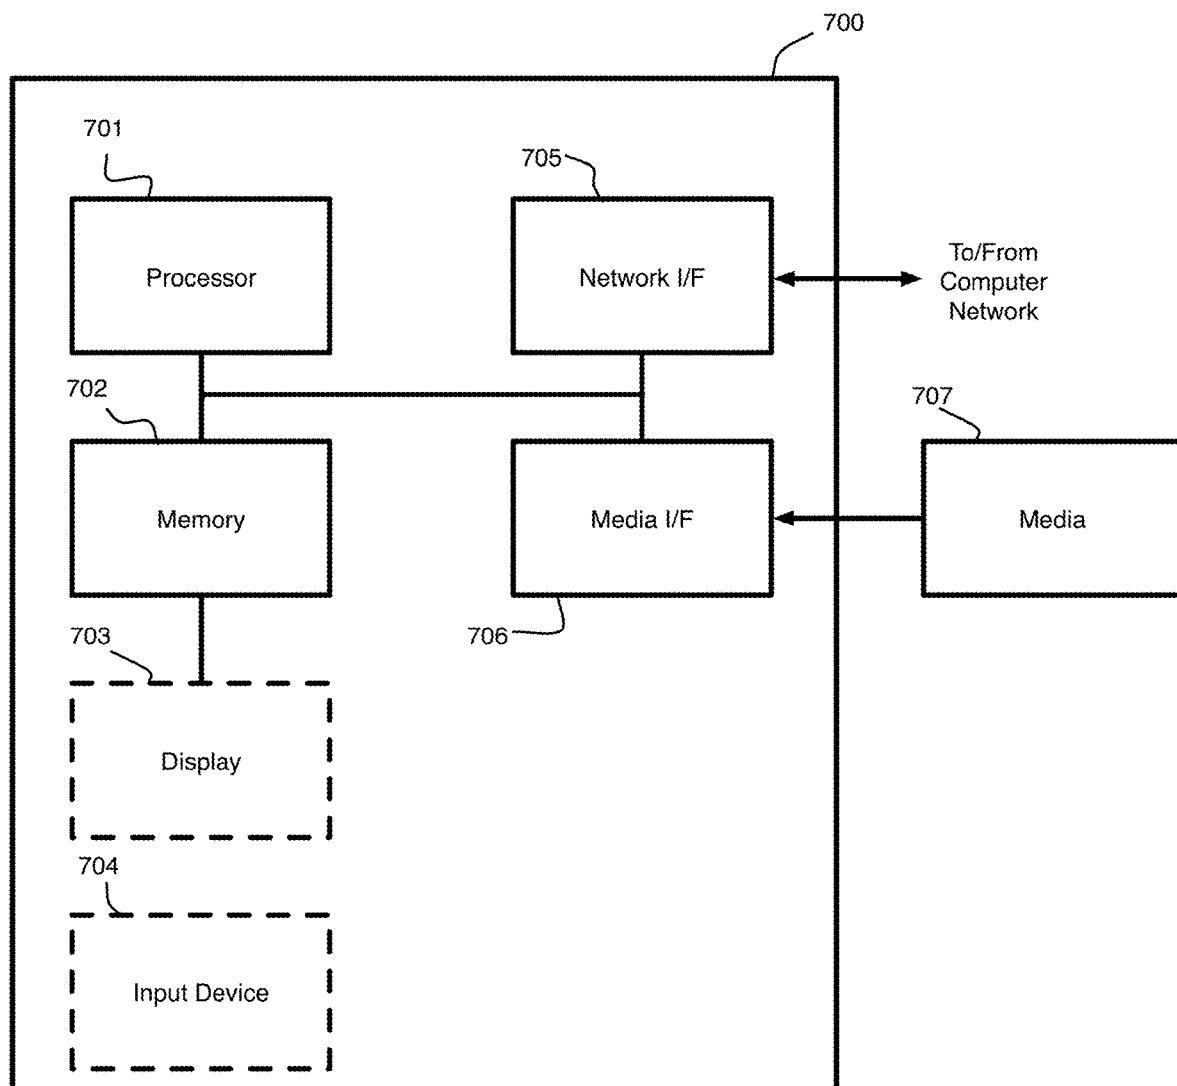 700
701
705
Processor
Network I/F
To/From
Computer
Network
702
707
Memory
Media I/F
Media
703
706
Display
704
Input Device